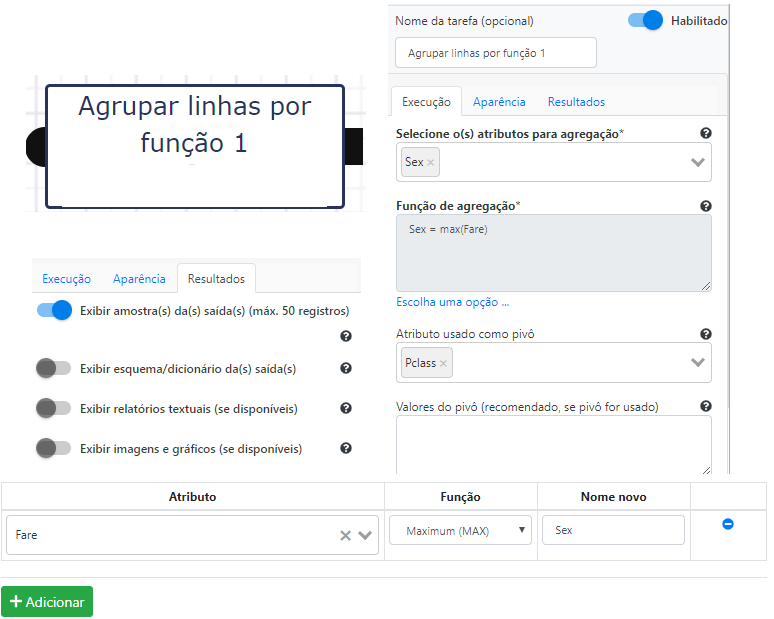 Agrupar linhas por
função 1
Nome da tarefa (opcional)
Habilitado
Agrupar linhas por função 1
Execução Aparência Resultados
Selecione o(s) atributos para agregação*
Sex ×
Função de agregação*
Sex = max(Fare)
Escolha uma opção ...
Atributo usado como pivô
Pclass ×
Valores do pivô (recomendado, se pivô for usado)
Execução Aparência Resultados
Exibir amostra(s) da(s) saída(s) (máx. 50 registros)
Exibir esquema/dicionário da(s) saída(s)
Exibir relatórios textuais (se disponíveis)
Exibir imagens e gráficos (se disponíveis)
Atributo Função Nome novo
Fare Maximum (MAX) Sex
+ Adicionar